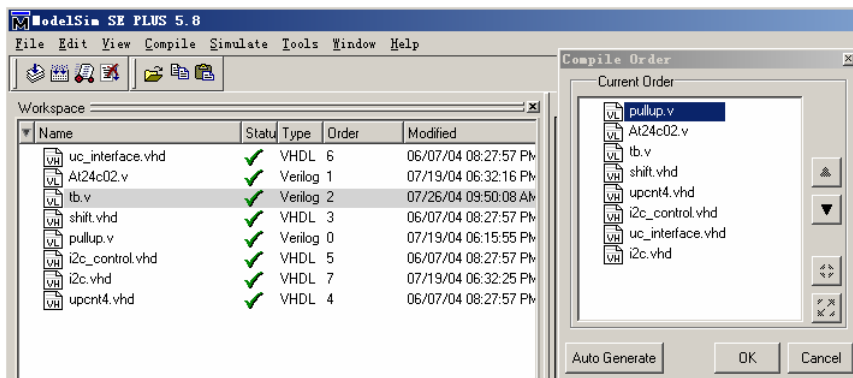 ModelSim SE PLUS 5.8
File Edit View Compile Simulate Tools Window Help
Workspace
Name Statu Type Order Modified
uc_interface.vhd VHDL 6 06/07/04 08:27:57 PM
At24c02.v Verilog 1 07/19/04 06:32:16 PM
tb.v Verilog 2 07/26/04 09:50:08 AM
shift.vhd VHDL 3 06/07/04 08:27:57 PM
pullup.v Verilog 0 07/19/04 06:15:55 PM
i2c_control.vhd VHDL 5 06/07/04 08:27:57 PM
i2c.vhd VHDL 7 07/19/04 06:32:25 PM
upcnt4.vhd VHDL 4 06/07/04 08:27:57 PM
Compile Order
Current Order
pullup.v
At24c02.v
tb.v
shift.vhd
upcnt4.vhd
i2c_control.vhd
uc_interface.vhd
i2c.vhd
Auto Generate OK Cancel